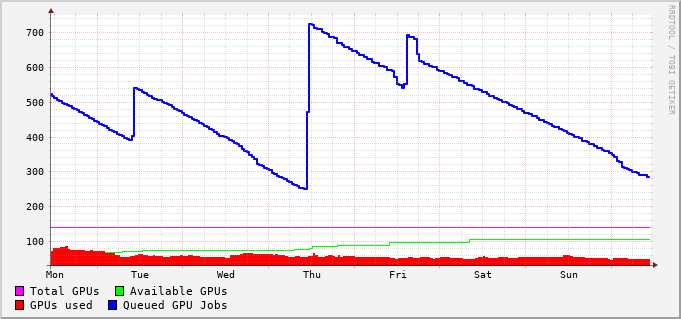 RRDTOOL / TOBI OETIKER
700
600
500
400
300
200
100
Mon Tue Wed Thu Fri Sat Sun
Total GPUs Available GPUs
GPUs used Queued GPU Jobs